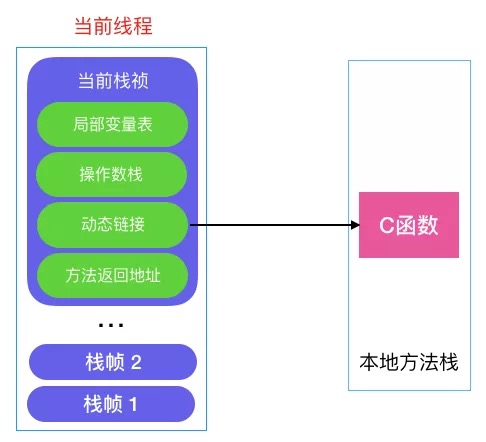 当前线程
当前栈桢
局部变量表
操作数栈
动态链接
方法返回地址
...
栈帧 2
栈帧 1
C函数
本地方法栈